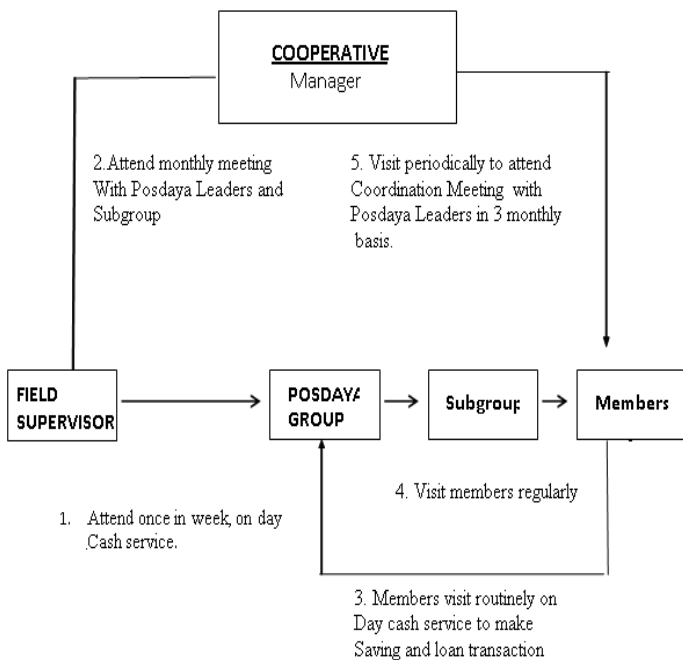 COOPERATIVE
Manager
2.Attend monthly meeting
With Posdaya Leaders and
Subgroup
5. Visit periodically to attend
Coordination Meeting with
Posdaya Leaders in 3 monthly
basis.
FIELD
SUPERVISOR
POSDAYA
GROUP
Subgroup
Members
1. Attend once in week, on day
Cash service.
4. Visit members regularly
3. Members visit routinely on
Day cash service to make
Saving and loan transaction